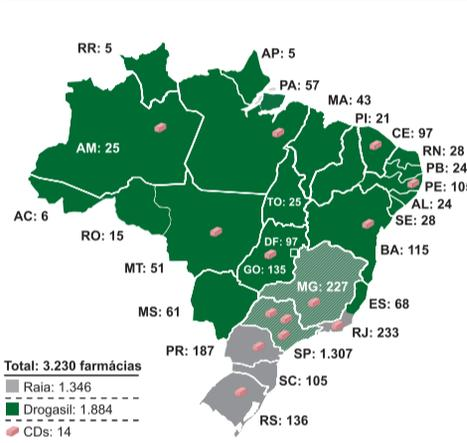 RR: 5
AP: 5
PA: 57
MA: 43
PI: 21
CE: 97
RN: 28
PB: 24
PE: 105
AL: 24
SE: 28
AM: 25
TO: 25
AC: 6
RO: 15
DF: 97
GO: 135
BA: 115
MT: 51
MG: 227
ES: 68
MS: 61
RJ: 233
PR: 187
SP: 1.307
SC: 105
RS: 136
Total: 3.230 farmácias
Raia: 1.346
Drogasil: 1.884
CDs: 14